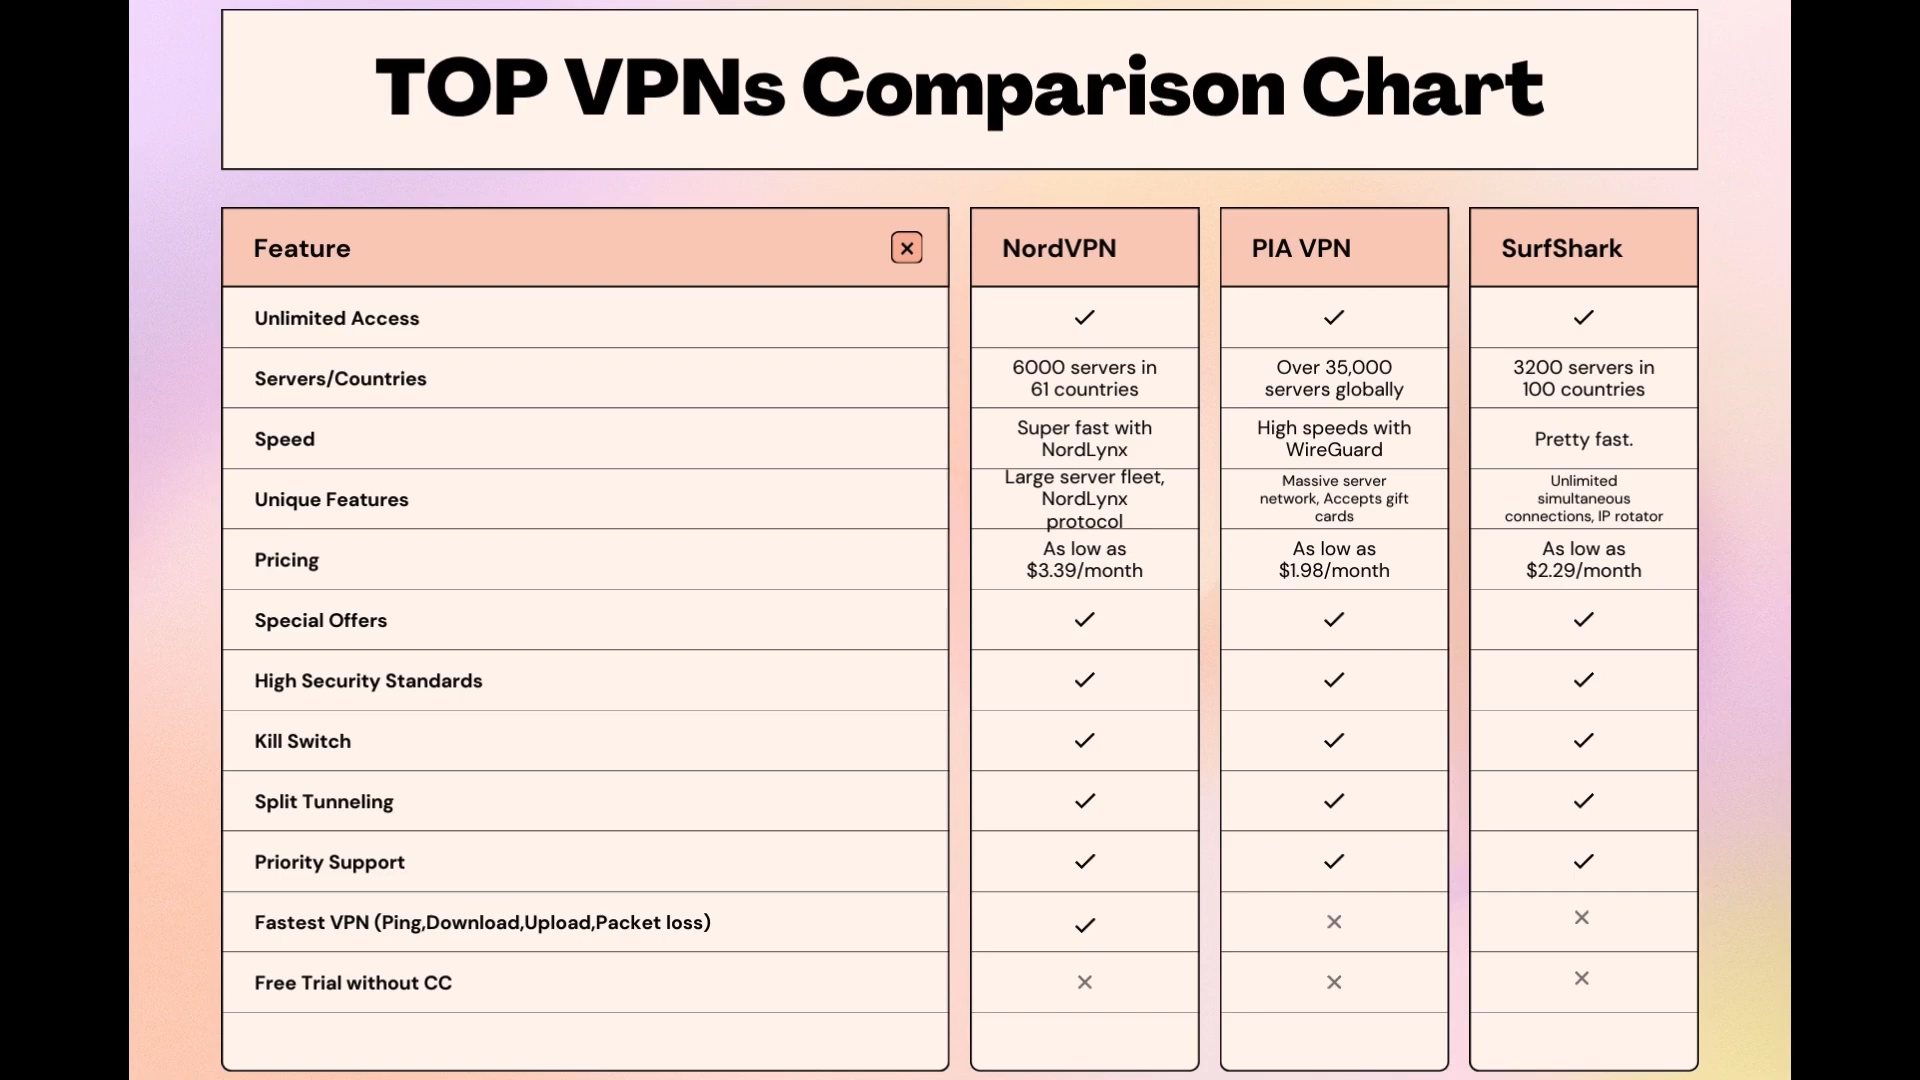 TOP VPNs Comparison Chart
Feature NordVPN PIA VPN SurfShark
Unlimited Access ✓ ✓ ✓
Servers/Countries
6000 servers in
61 countries
Over 35,000
servers globally
3200 servers in
100 countries
Speed
Super fast with
NordLynx
High speeds with
WireGuard
Pretty fast.
Unique Features
Large server fleet,
NordLynx
protocol
Massive server
network, Accepts gift
cards
Unlimited
simultaneous
connections, IP rotator
Pricing
As low as
$3.39/month
As low as
$1.98/month
As low as
$2.29/month
Special Offers ✓ ✓ ✓
High Security Standards ✓ ✓ ✓
Kill Switch ✓ ✓ ✓
Split Tunneling ✓ ✓ ✓
Priority Support ✓ ✓ ✓
Fastest VPN (Ping,Download,Upload,Packet loss) ✓ ✕ ✕
Free Trial without CC ✕ ✕ ✕